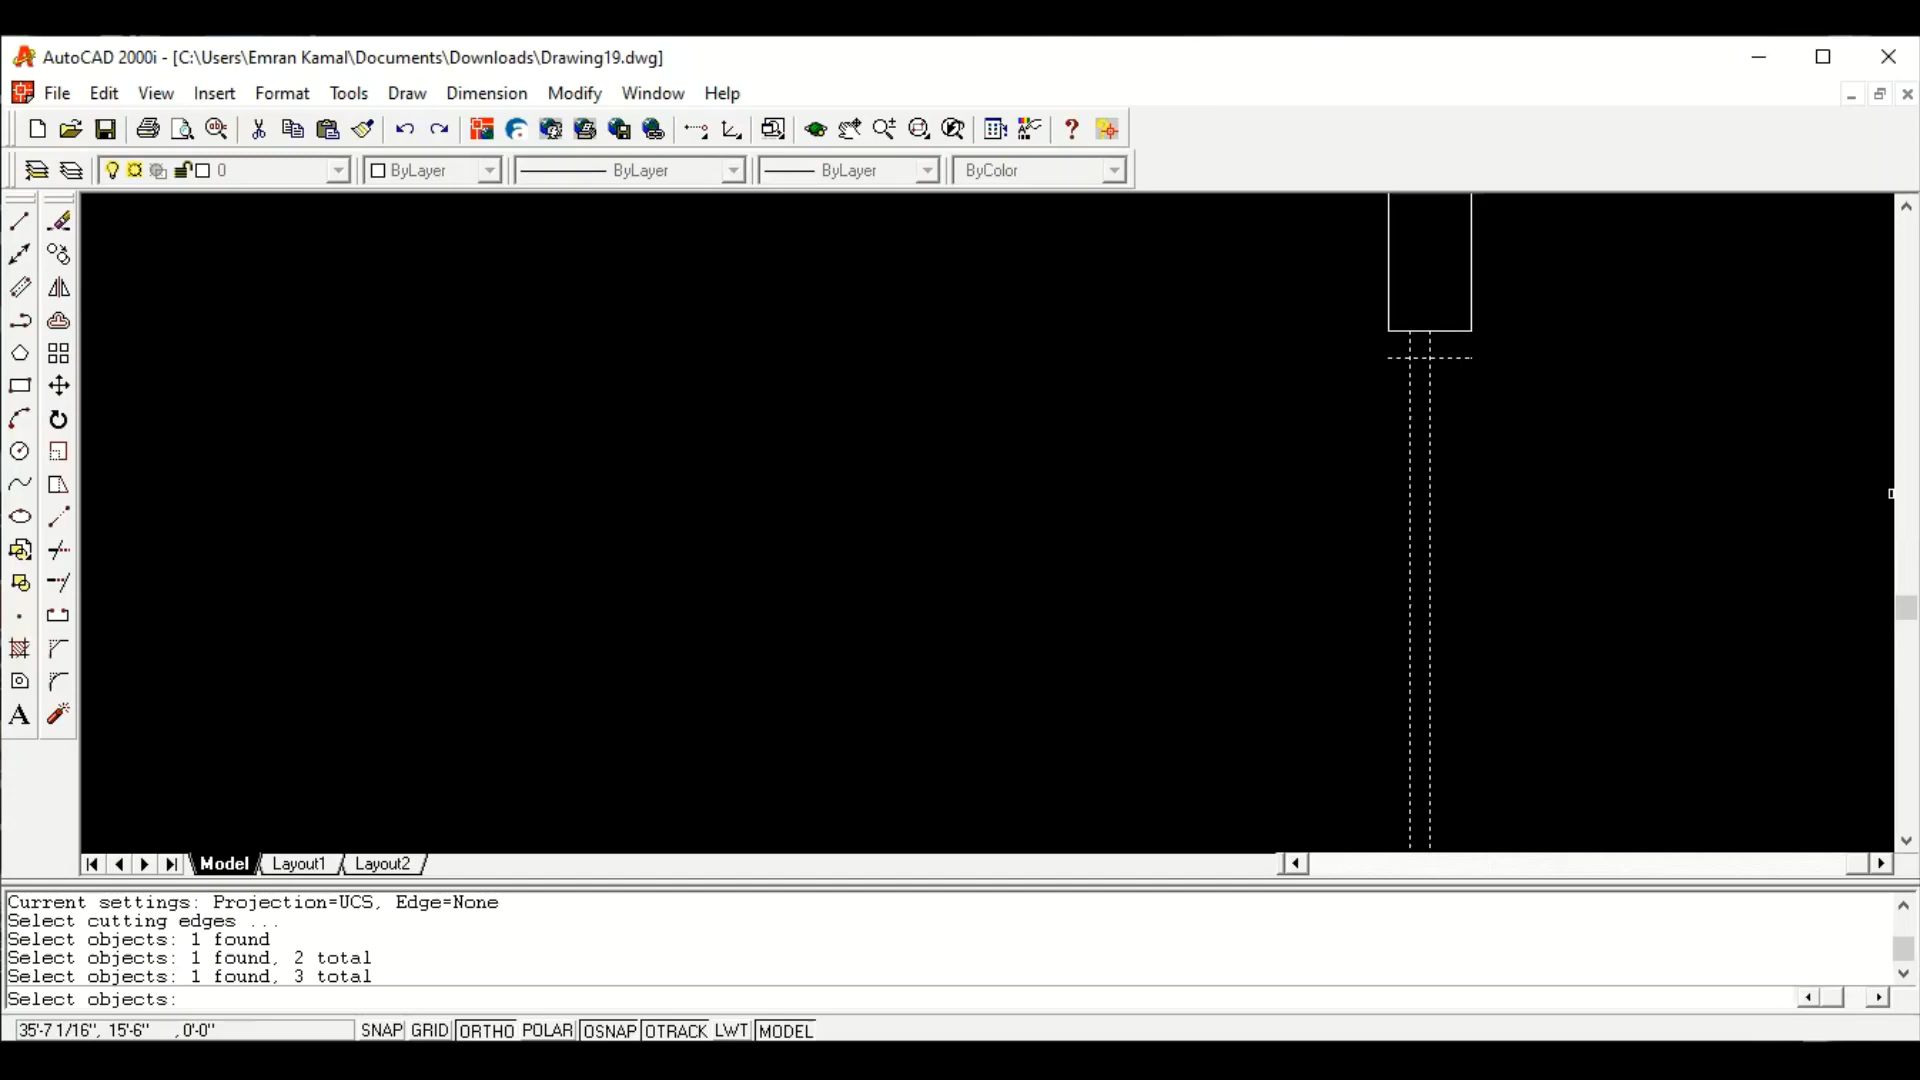 AutoCAD 2000i - [C:\Users\Emran Kamal\Documents\Downloads\Drawing19.dwg]
File Edit View Insert Format Tools Draw Dimension Modify Window Help
0 ByLayer ByLayer ByLayer ByColor
A
Model Layout1 Layout2
Current settings: Projection=UCS, Edge=None
Select cutting edges ...
Select objects: 1 found
Select objects: 1 found, 2 total
Select objects: 1 found, 3 total
Select objects:
35'-7 1/16", 15'-6" , 0'-0" SNAP GRID ORTHO POLAR OSNAP OTRACK LWT MODEL